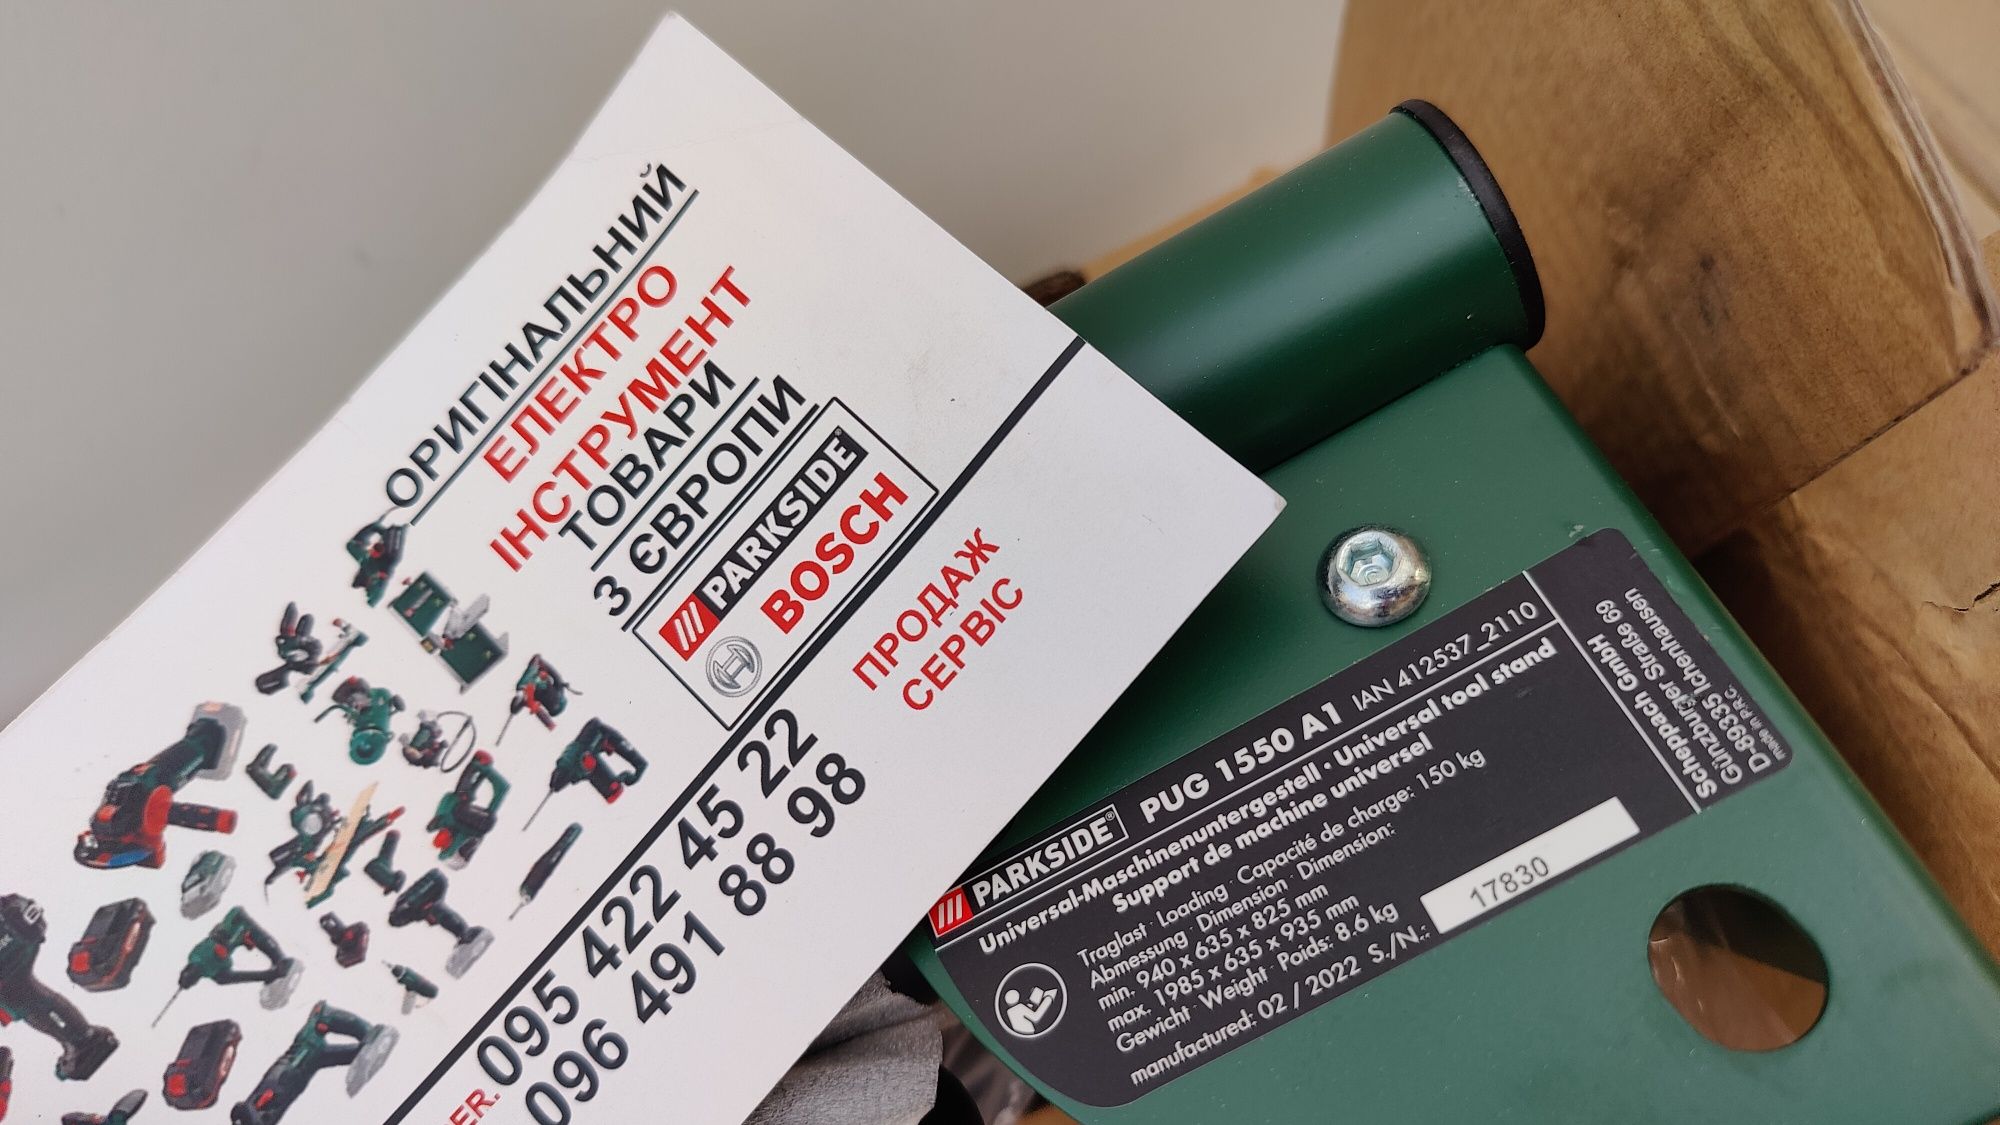 ОРИГІНАЛЬНИЙ
ЕЛЕКТРО
ІНСТРУМЕНТ
ТОВАРИ
З ЄВРОПИ
PARKSIDE®
BOSCH
ПРОДАЖ
СЕРВІС
095 422 45 22
096 491 88 98
PARKSIDE® PUG 1550 A1 IAN 412537_2110
Universal-Maschinenuntergestell · Universal tool stand
Support de machine universel
Traglast · Loading · Capacité de charge: 150 kg
Abmessung · Dimension · Dimension:
min. 940 x 635 x 825 mm
max. 1985 x 635 x 935 mm
Gewicht · Weight · Poids: 8.6 kg
manufactured: 02 / 2022 S./N.: 17830
Scheppach GmbH
Günzburger Straße 69
D-89335 Ichenhausen
made in P.R.C.